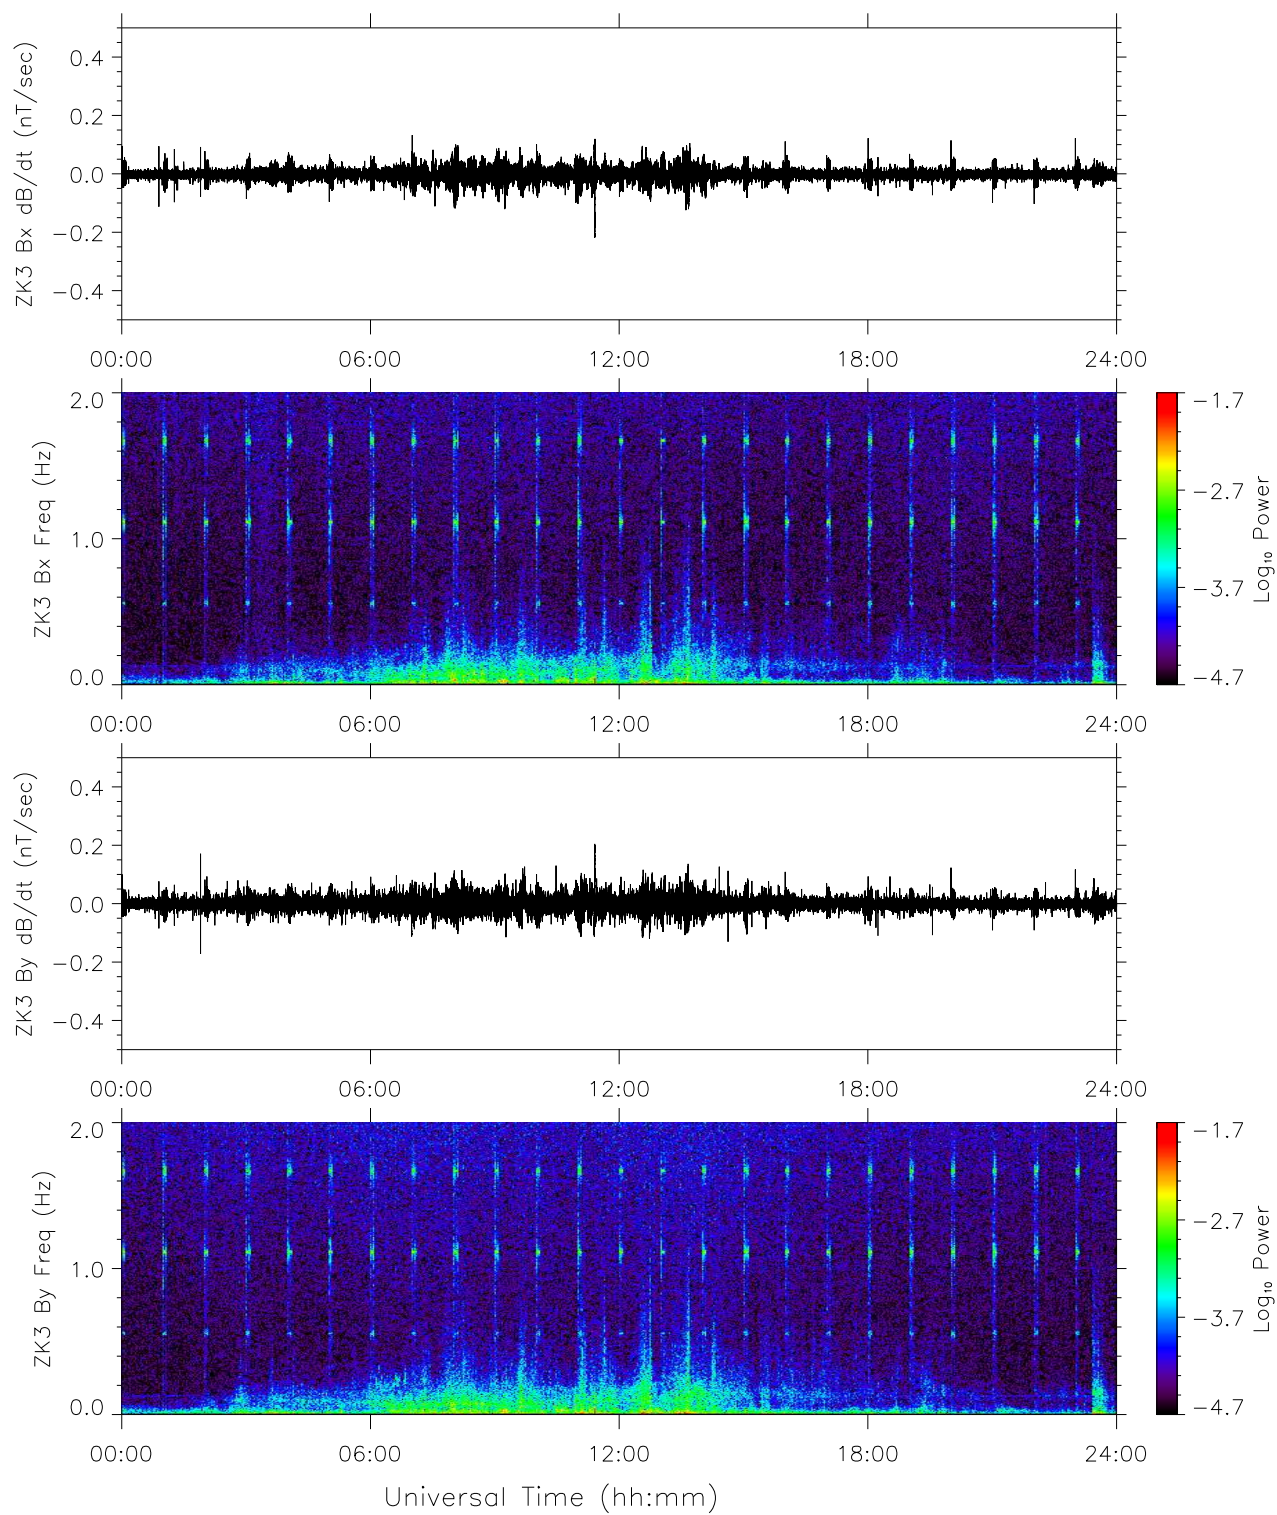 ZK3 Bx dB/dt (nT/sec)
0.4
0.2
0.0
−0.2
−0.4
00:00 06:00 12:00 18:00 24:00
ZK3 Bx Freq (Hz)
2.0
1.0
0.0
−1.7
−2.7
−3.7
−4.7
Log₁₀ Power
00:00 06:00 12:00 18:00 24:00
ZK3 By dB/dt (nT/sec)
0.4
0.2
0.0
−0.2
−0.4
00:00 06:00 12:00 18:00 24:00
ZK3 By Freq (Hz)
2.0
1.0
0.0
−1.7
−2.7
−3.7
−4.7
Log₁₀ Power
00:00 06:00 12:00 18:00 24:00
Universal Time (hh:mm)